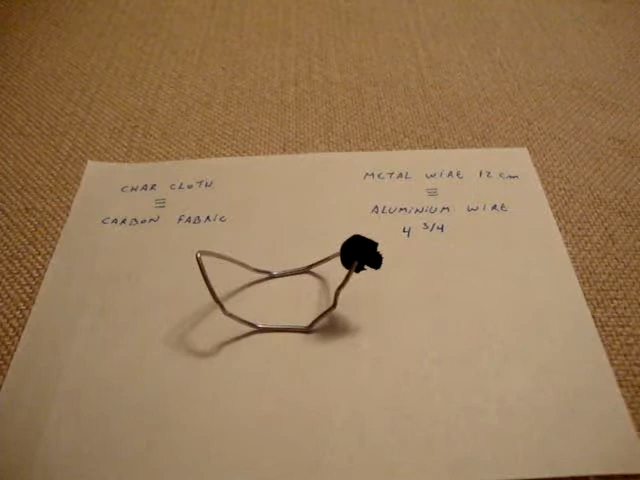 CHAR CLOTH
≡
CARBON FABRIC
METAL WIRE 12 cm
≡
ALUMINIUM WIRE
4 3/4